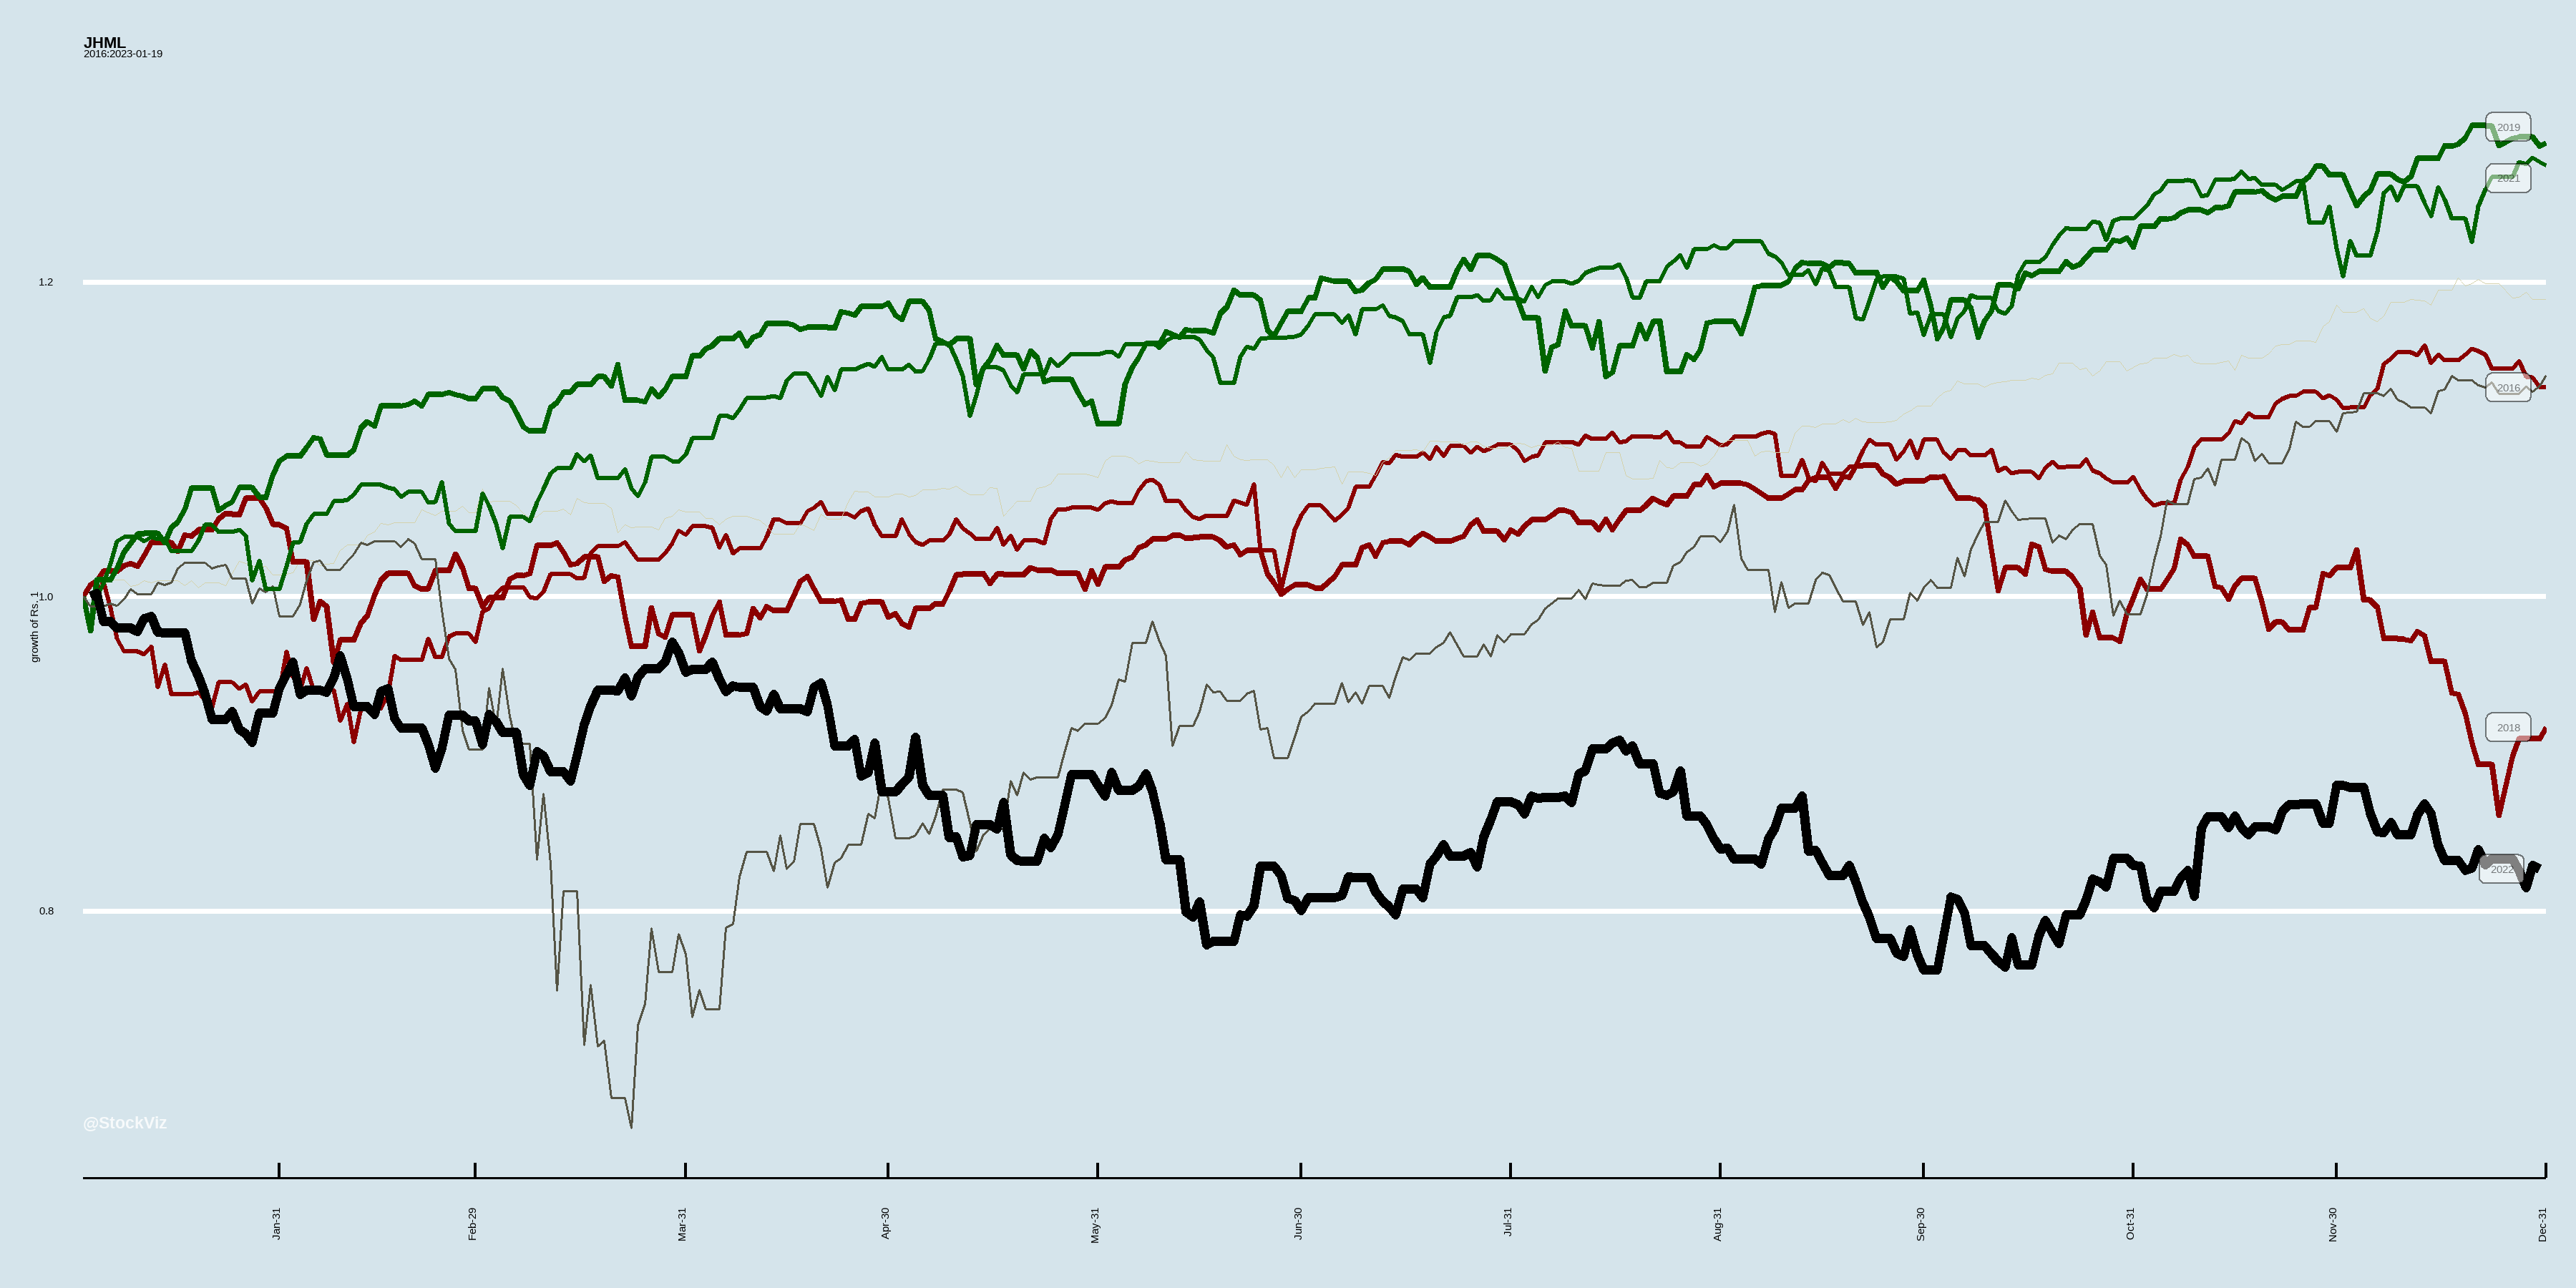 JHML
2016:2023-01-19
2019
2021
1.2
2016
growth of Rs. 1
1.0
2018
2022
0.8
@StockViz
Jan-31
Feb-29
Mar-31
Apr-30
May-31
Jun-30
Jul-31
Aug-31
Sep-30
Oct-31
Nov-30
Dec-31